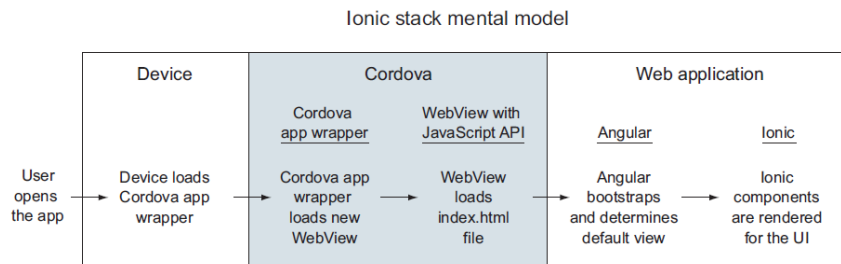 Ionic stack mental model
Device
Cordova
Web application
Cordova
app wrapper
WebView with
JavaScript API
Angular
Ionic
User
opens
the app
Device loads
Cordova app
wrapper
Cordova app
wrapper
loads new
WebView
WebView
loads
index.html
file
Angular
bootstraps
and determines
default view
Ionic
components
are rendered
for the UI